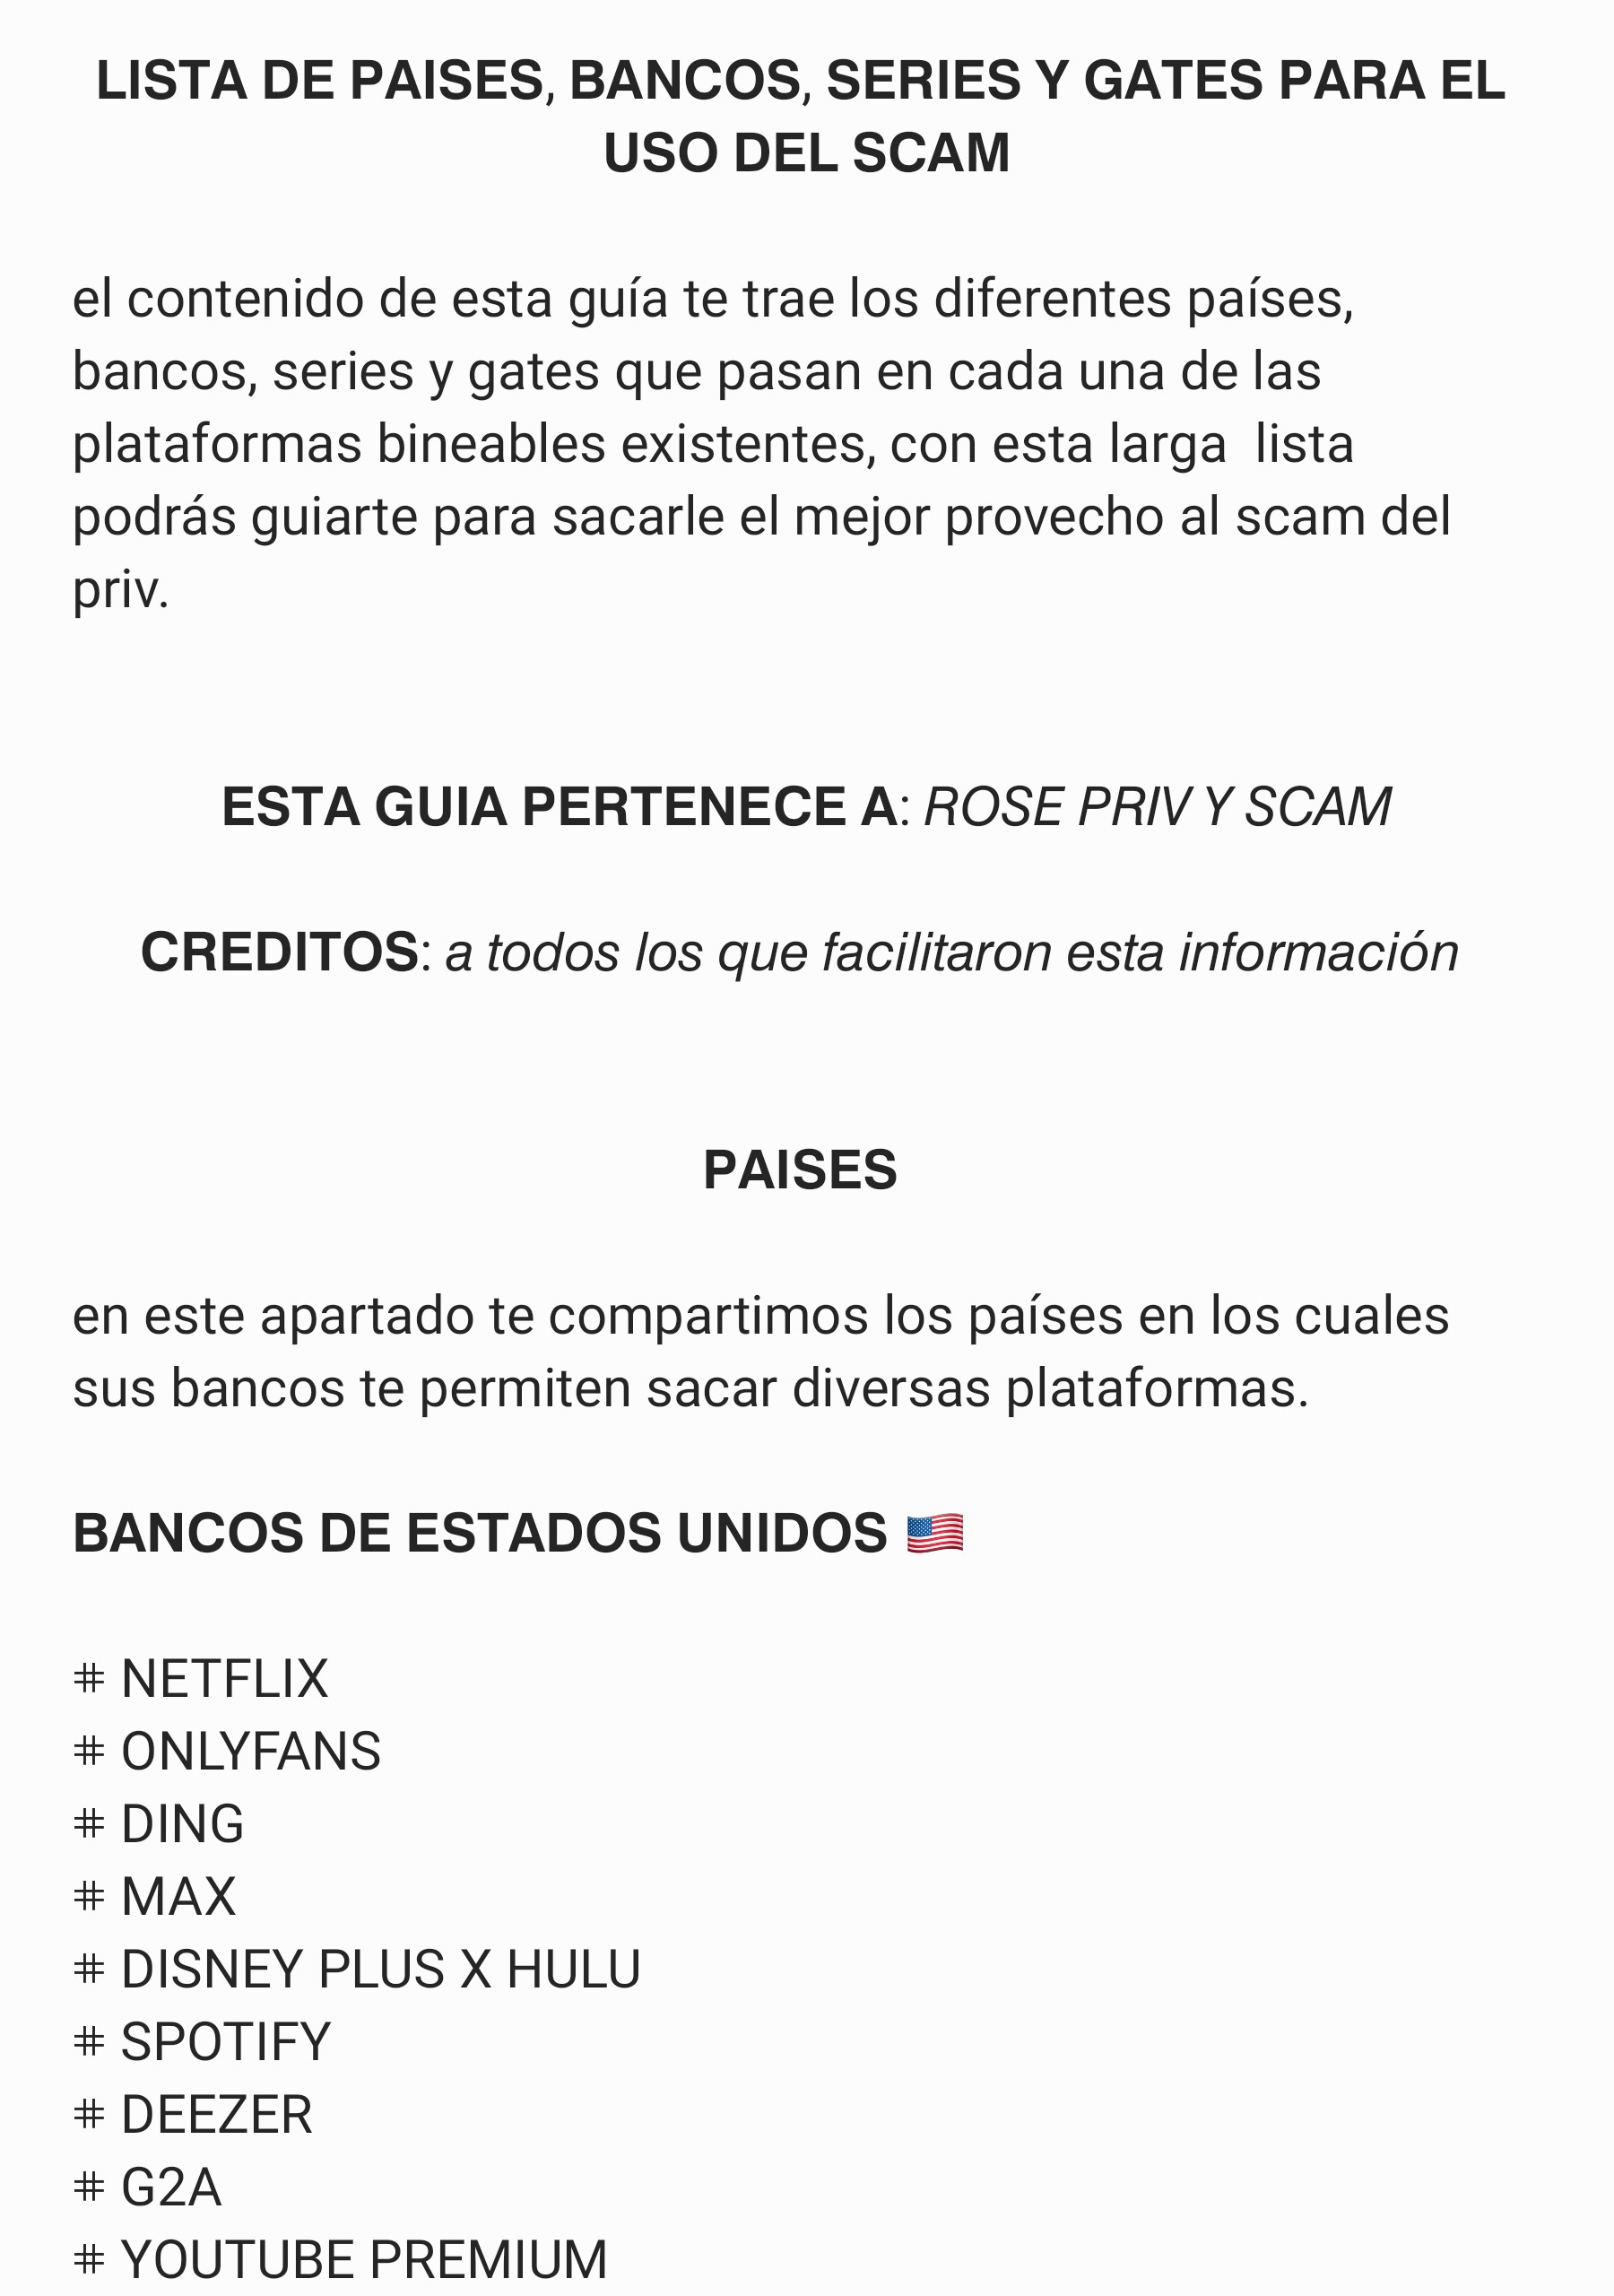 LISTA DE PAISES, BANCOS, SERIES Y GATES PARA EL
USO DEL SCAM
el contenido de esta guía te trae los diferentes países,
bancos, series y gates que pasan en cada una de las
plataformas bineables existentes, con esta larga  lista
podrás guiarte para sacarle el mejor provecho al scam del
priv.
ESTA GUIA PERTENECE A: ROSE PRIV Y SCAM
CREDITOS: a todos los que facilitaron esta información
PAISES
en este apartado te compartimos los países en los cuales
sus bancos te permiten sacar diversas plataformas.
BANCOS DE ESTADOS UNIDOS 🇺🇸
⌗ NETFLIX
⌗ ONLYFANS
⌗ DING
⌗ MAX
⌗ DISNEY PLUS X HULU
⌗ SPOTIFY
⌗ DEEZER
⌗ G2A
⌗ YOUTUBE PREMIUM